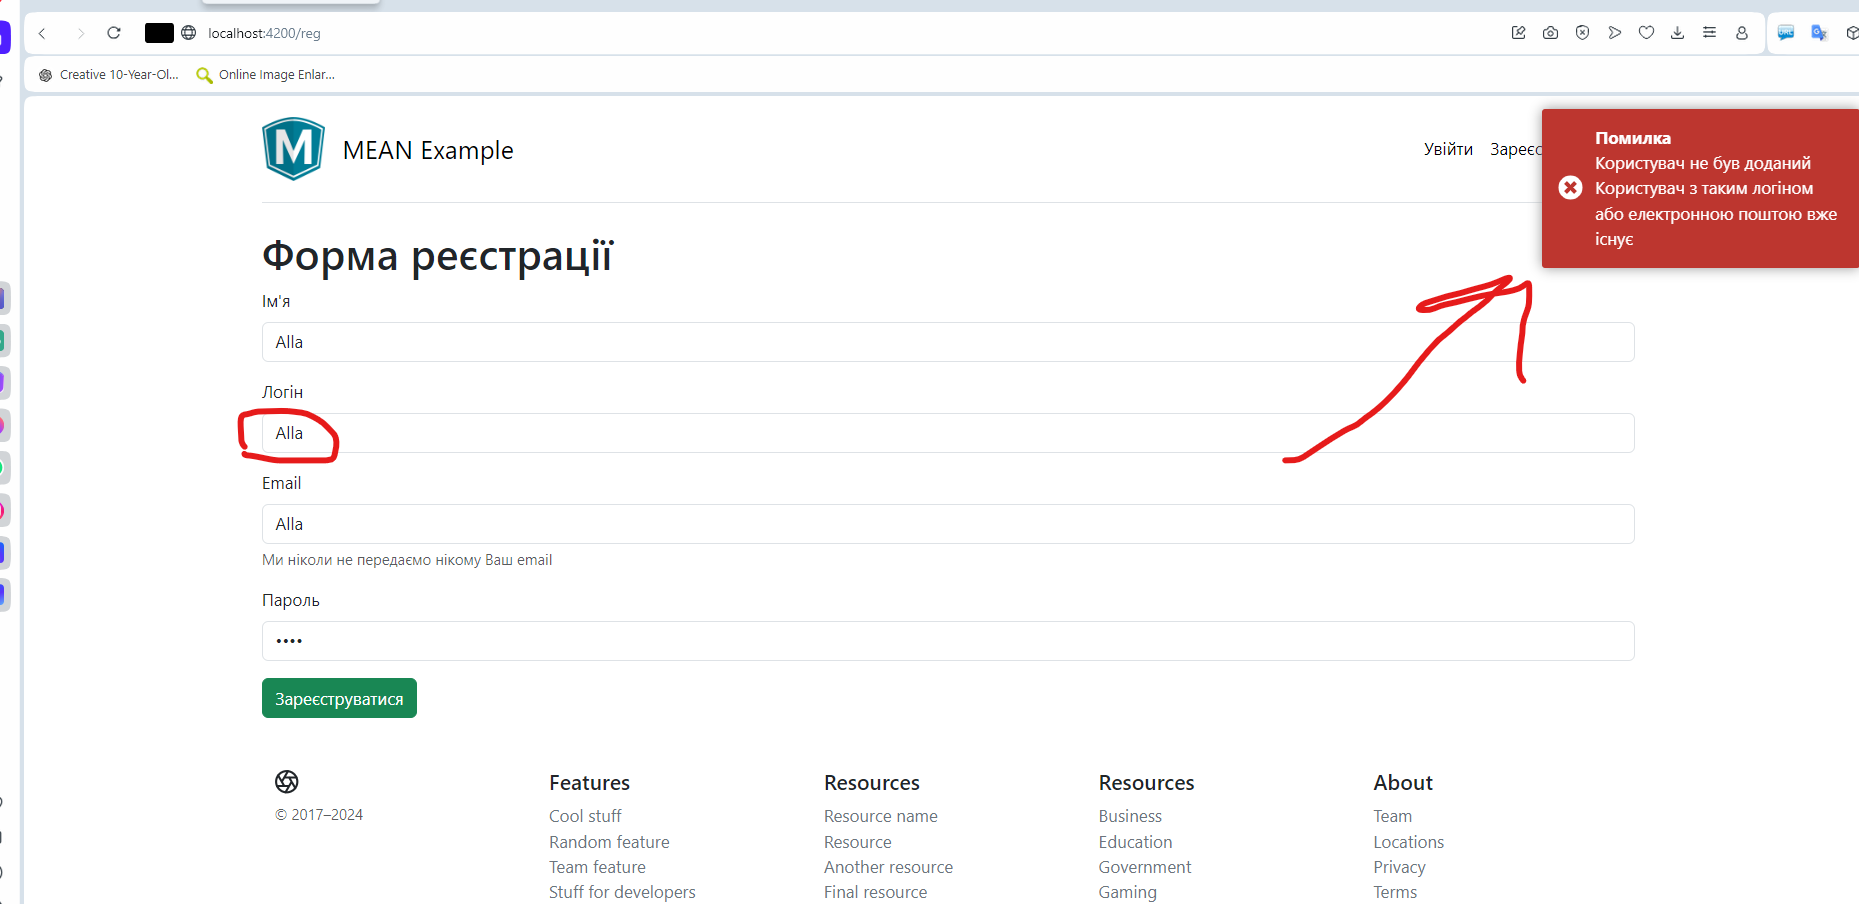 localhost:4200/reg
Creative 10-Year-Ol... Online Image Enlar...
M MEAN Example
Увійти Зареєс
Помилка
Користувач не був доданий
Користувач з таким логіном
або електронною поштою вже
існує
Форма реєстрації
Ім'я
Alla
Логін
Alla
Email
Alla
Ми ніколи не передаємо нікому Ваш email
Пароль
••••
Зареєструватися
© 2017–2024
Features
Cool stuff
Random feature
Team feature
Stuff for developers
Resources
Resource name
Resource
Another resource
Final resource
Resources
Business
Education
Government
Gaming
About
Team
Locations
Privacy
Terms